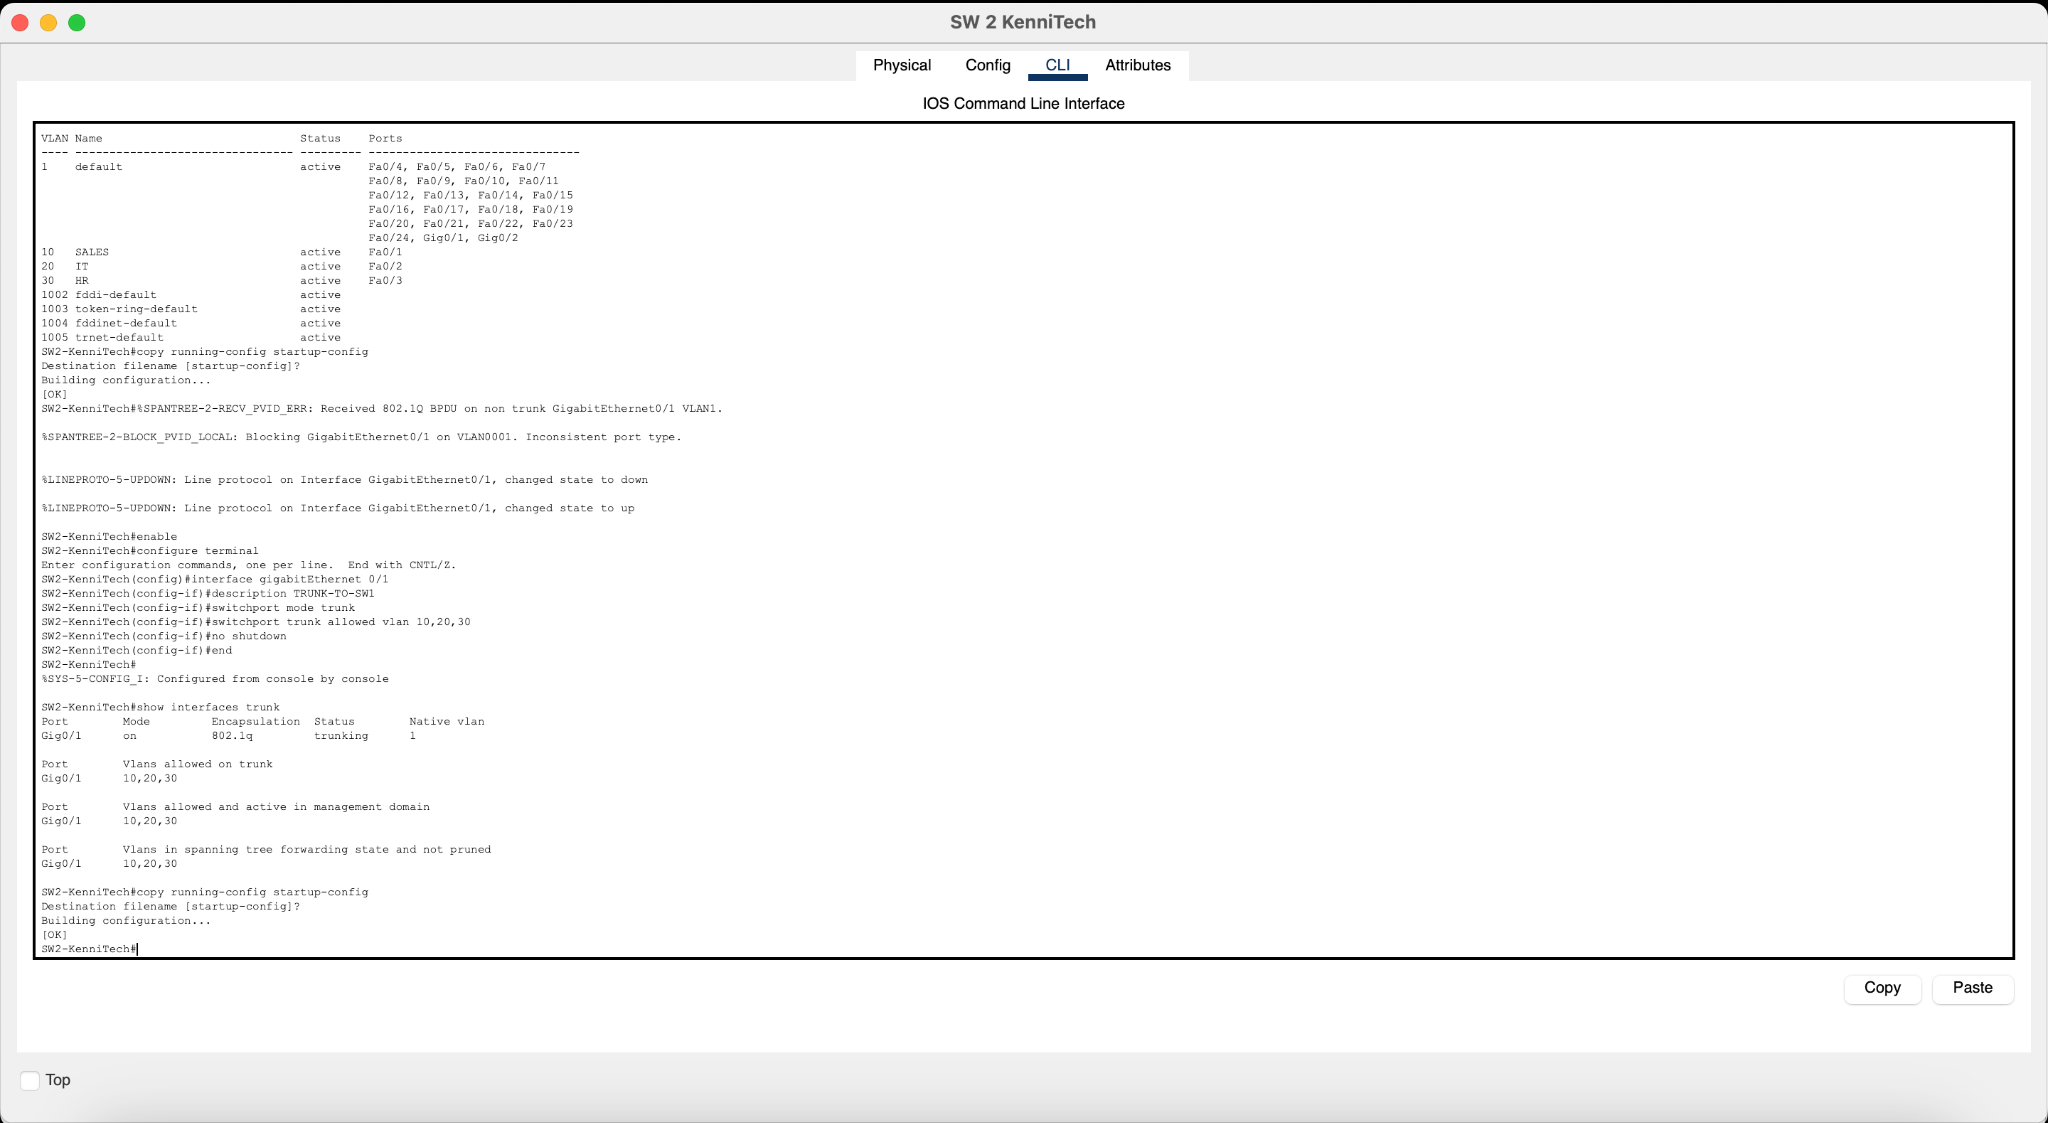 SW 2 KenniTech
Physical Config CLI Attributes
IOS Command Line Interface
VLAN Name Status Ports
---- -------------------------------- --------- -------------------------------
1 default active Fa0/4, Fa0/5, Fa0/6, Fa0/7
Fa0/8, Fa0/9, Fa0/10, Fa0/11
Fa0/12, Fa0/13, Fa0/14, Fa0/15
Fa0/16, Fa0/17, Fa0/18, Fa0/19
Fa0/20, Fa0/21, Fa0/22, Fa0/23
Fa0/24, Gig0/1, Gig0/2
10 SALES active Fa0/1
20 IT active Fa0/2
30 HR active Fa0/3
1002 fddi-default active
1003 token-ring-default active
1004 fddinet-default active
1005 trnet-default active
SW2-KenniTech#copy running-config startup-config
Destination filename [startup-config]?
Building configuration...
[OK]
SW2-KenniTech#%SPANTREE-2-RECV_PVID_ERR: Received 802.1Q BPDU on non trunk GigabitEthernet0/1 VLAN1.
%SPANTREE-2-BLOCK_PVID_LOCAL: Blocking GigabitEthernet0/1 on VLAN0001. Inconsistent port type.
%LINEPROTO-5-UPDOWN: Line protocol on Interface GigabitEthernet0/1, changed state to down
%LINEPROTO-5-UPDOWN: Line protocol on Interface GigabitEthernet0/1, changed state to up
SW2-KenniTech#enable
SW2-KenniTech#configure terminal
Enter configuration commands, one per line. End with CNTL/Z.
SW2-KenniTech(config)#interface gigabitEthernet 0/1
SW2-KenniTech(config-if)#description TRUNK-TO-SW1
SW2-KenniTech(config-if)#switchport mode trunk
SW2-KenniTech(config-if)#switchport trunk allowed vlan 10,20,30
SW2-KenniTech(config-if)#no shutdown
SW2-KenniTech(config-if)#end
SW2-KenniTech#
%SYS-5-CONFIG_I: Configured from console by console
SW2-KenniTech#show interfaces trunk
Port Mode Encapsulation Status Native vlan
Gig0/1 on 802.1q trunking 1
Port Vlans allowed on trunk
Gig0/1 10,20,30
Port Vlans allowed and active in management domain
Gig0/1 10,20,30
Port Vlans in spanning tree forwarding state and not pruned
Gig0/1 10,20,30
SW2-KenniTech#copy running-config startup-config
Destination filename [startup-config]?
Building configuration...
[OK]
SW2-KenniTech#
Copy Paste
Top